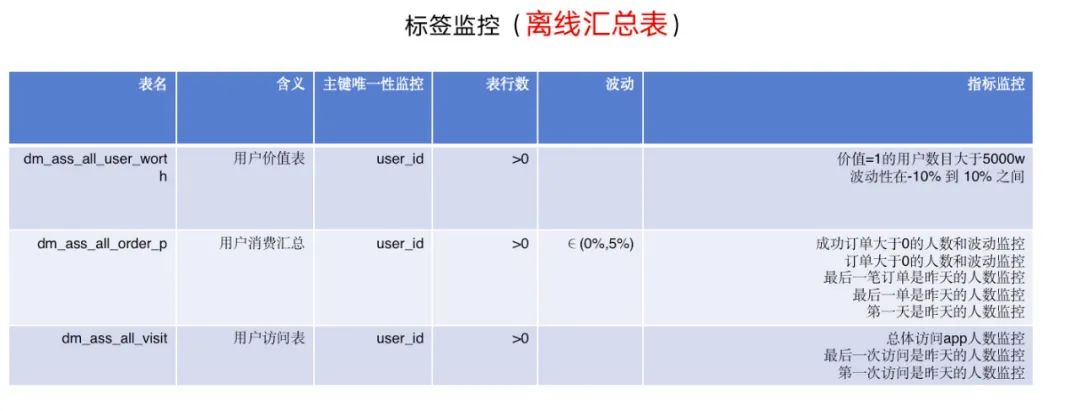 标签监控（离线汇总表）
表名 含义 主键唯一性监控 表行数 波动 指标监控
dm_ass_all_user_wort
h 用户价值表 user_id >0 价值=1的用户数目大于5000w
波动性在-10% 到 10% 之间
dm_ass_all_order_p 用户消费汇总 user_id >0 ∈(0%,5%) 成功订单大于0的人数和波动监控
订单大于0的人数和波动监控
最后一笔订单是昨天的人数监控
最后一单是昨天的人数监控
第一天是昨天的人数监控
dm_ass_all_visit 用户访问表 user_id >0 总体访问app人数监控
最后一次访问是昨天的人数监控
第一次访问是昨天的人数监控